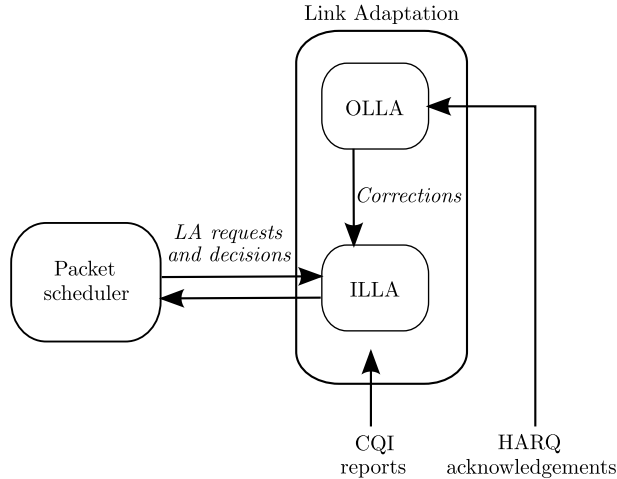 Link Adaptation
OLLA
Corrections
LA requests
and decisions
Packet
scheduler
ILLA
CQI
reports
HARQ
acknowledgements